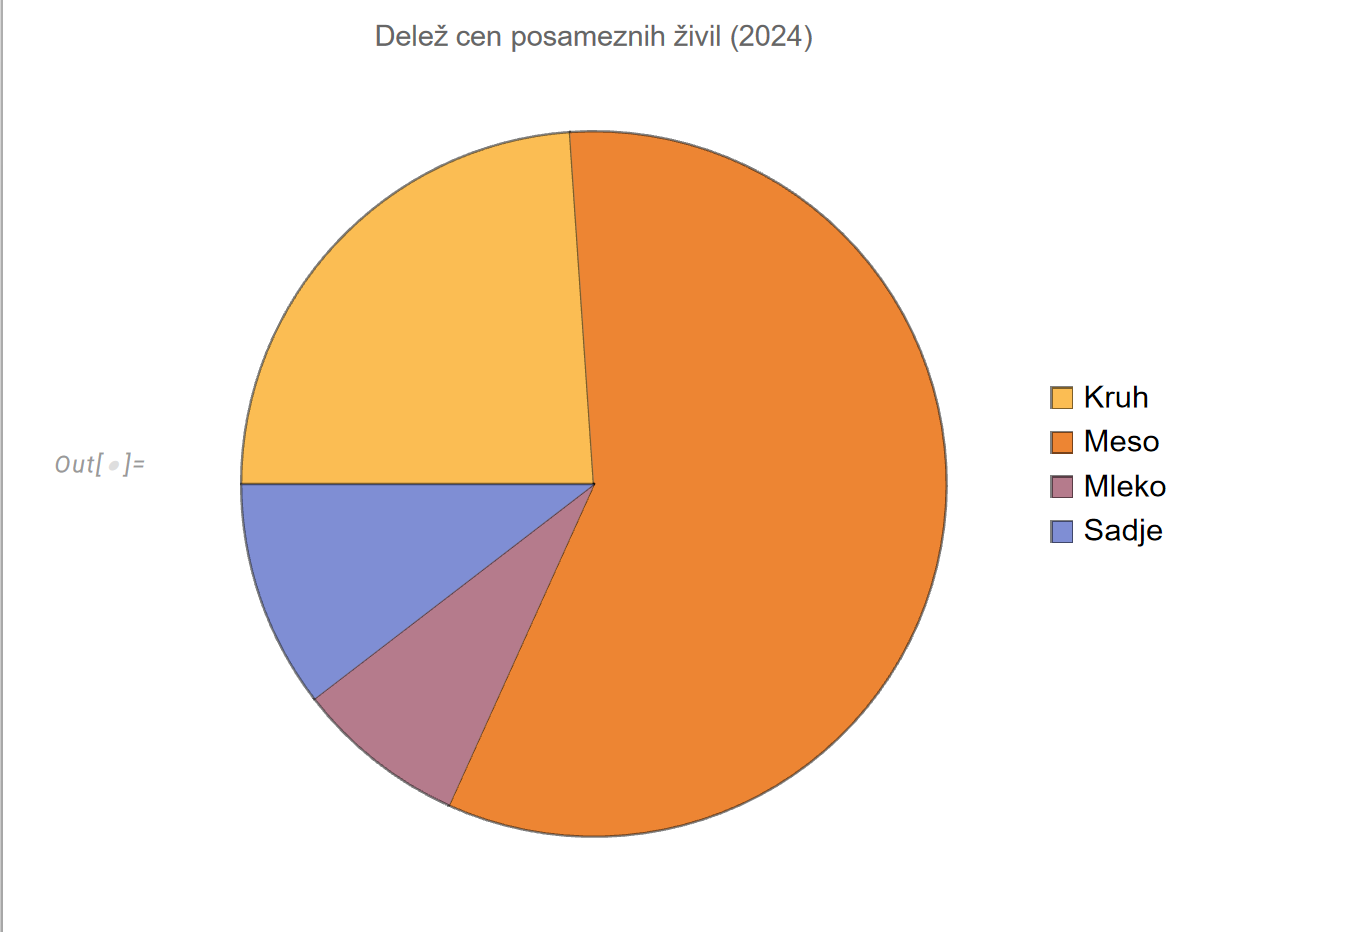 Delež cen posameznih živil (2024)
Out[•]=
Kruh
Meso
Mleko
Sadje